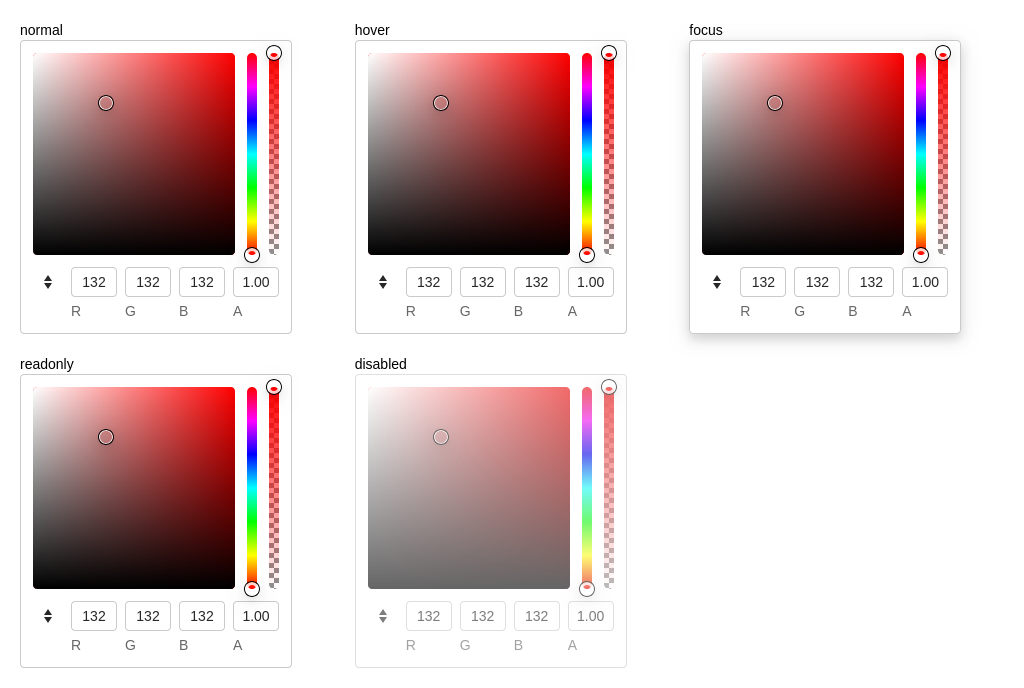 normal hover focus
132 132 132 1.00 132 132 132 1.00 132 132 132 1.00
R G B A R G B A R G B A
readonly disabled
132 132 132 1.00 132 132 132 1.00
R G B A R G B A